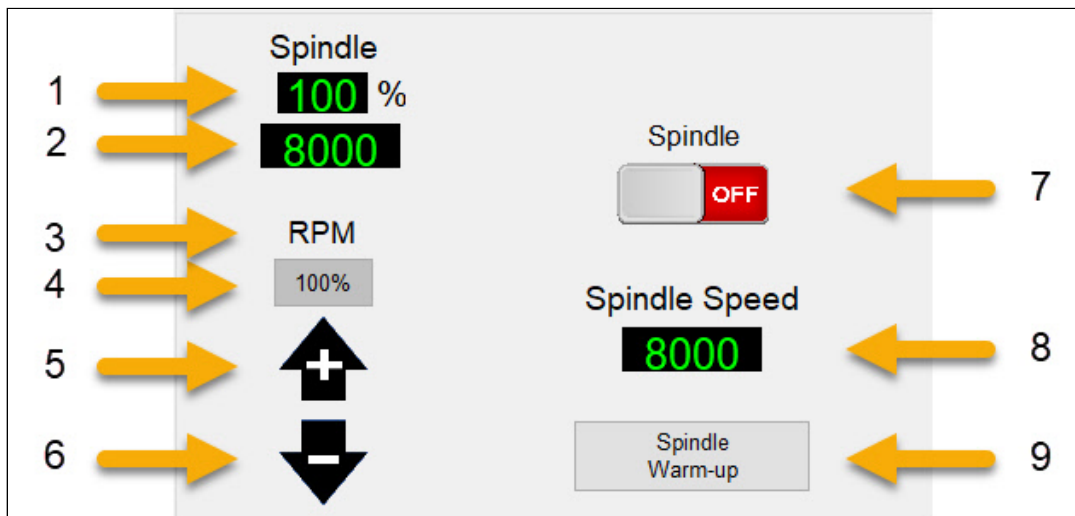 Spindle
1 100 %
2 8000
Spindle
OFF 7
3 RPM
4 100%
Spindle Speed
5 +
8000 8
6 -
Spindle
Warm-up 9